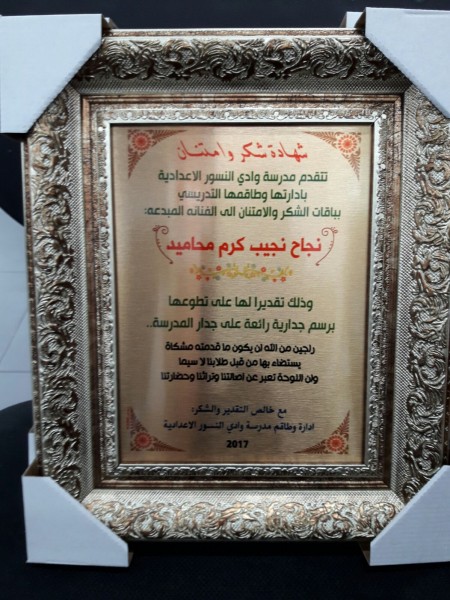 شهادة شكر وامتنان
تتقدم مدرسة وادي النسور الاعدادية
بادارتها وطاقمها التدريسي
بباقات الشكر والامتنان الى الفنانه المبدعه:
نجاح نجيب كرم محاميد
وذلك تقديرا لها على تطوعها
برسم جدارية رائعة على جدار المدرسة..
راجين من الله ان يكون ما قدمته مشكاة
يستضاء بها من قبل طلابنا لا سيما
وان اللوحة تعبر عن اصالتنا وتراثنا وحضارتنا
مع خالص التقدير والشكر:
ادارة وطاقم مدرسة وادي النسور الاعدادية
2017